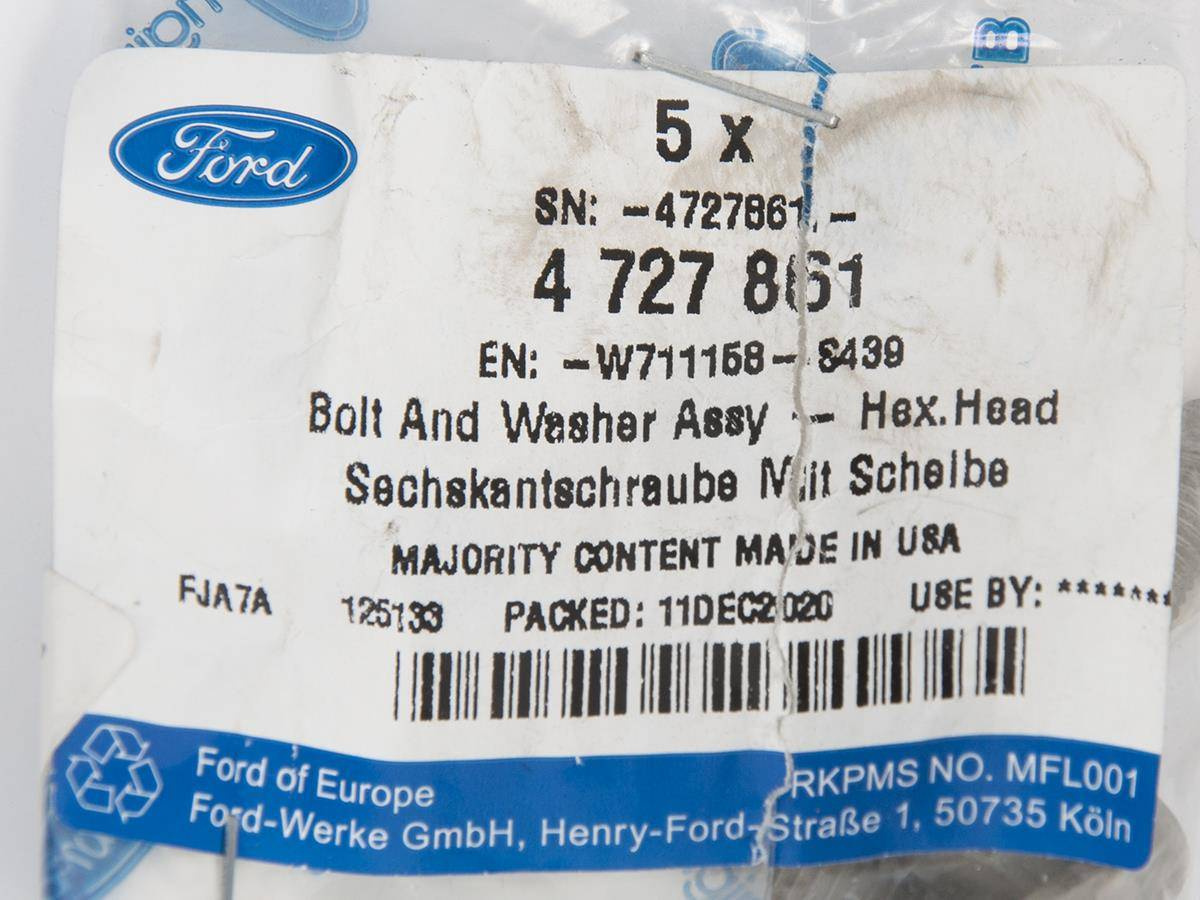 Ford
5 x
SN: -4727861. -
4 727 861
EN: -W711158- S439
Bolt And Washer Assy -- Hex.Head
Sechskantschraube Mit Scheibe
MAJORITY CONTENT MADE IN USA
FJA7A 125133 PACKED: 11DEC2020 USE BY: *******
Ford of Europe RKPMS NO. MFL001
Ford-Werke GmbH, Henry-Ford-Straße 1, 50735 Köln